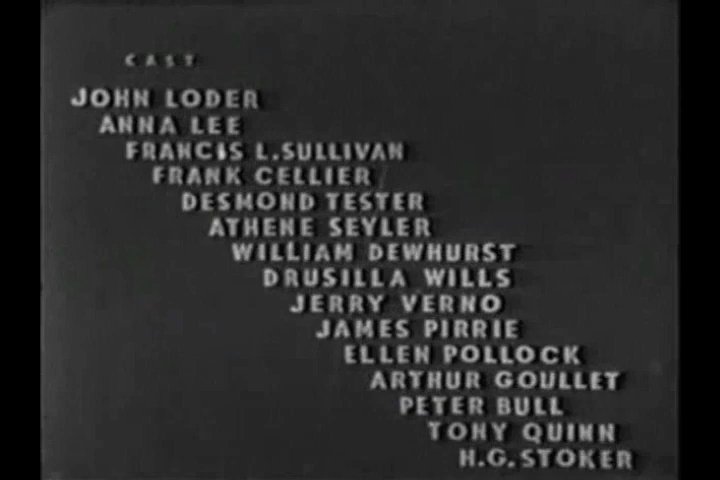 CAST
JOHN LODER
ANNA LEE
FRANCIS L.SULLIVAN
FRANK CELLIER
DESMOND TESTER
ATHENE SEYLER
WILLIAM DEWHURST
DRUSILLA WILLS
JERRY VERNO
JAMES PIRRIE
ELLEN POLLOCK
ARTHUR GOULLET
PETER BULL
TONY QUINN
H.G.STOKER